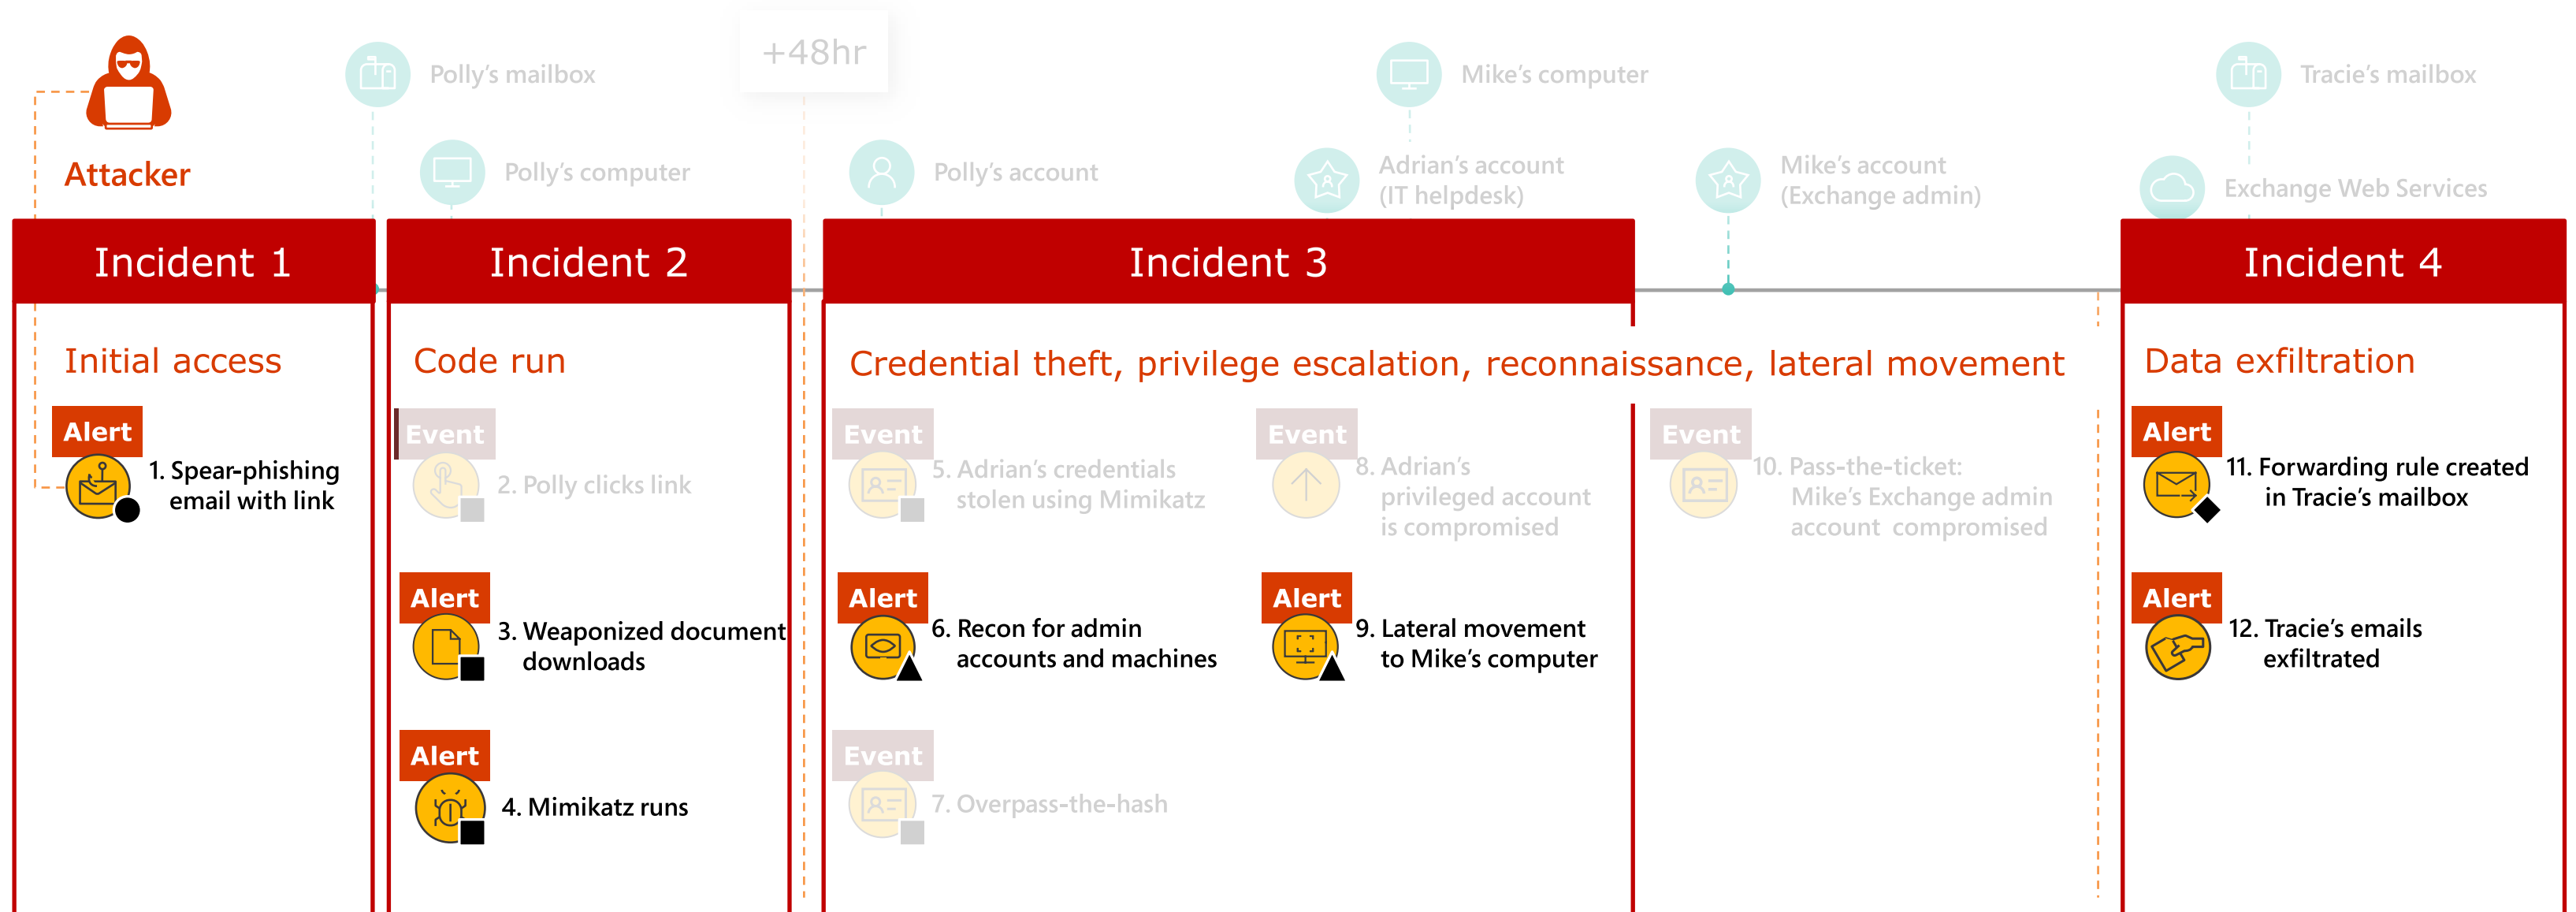 +48hr
Polly's mailbox
Mike's computer
Tracie's mailbox
Attacker
Polly's computer
Polly's account
Adrian's account
(IT helpdesk)
Mike's account
(Exchange admin)
Exchange Web Services
Incident 1
Incident 2
Incident 3
Incident 4
Initial access
Alert
1. Spear-phishing
email with link
Code run
Event
2. Polly clicks link
Alert
3. Weaponized document
downloads
Alert
4. Mimikatz runs
Credential theft, privilege escalation, reconnaissance, lateral movement
Event
5. Adrian's credentials
stolen using Mimikatz
Alert
6. Recon for admin
accounts and machines
Event
7. Overpass-the-hash
Event
8. Adrian's
privileged account
is compromised
Alert
9. Lateral movement
to Mike's computer
Event
10. Pass-the-ticket:
Mike's Exchange admin
account compromised
Data exfiltration
Alert
11. Forwarding rule created
in Tracie's mailbox
Alert
12. Tracie's emails
exfiltrated